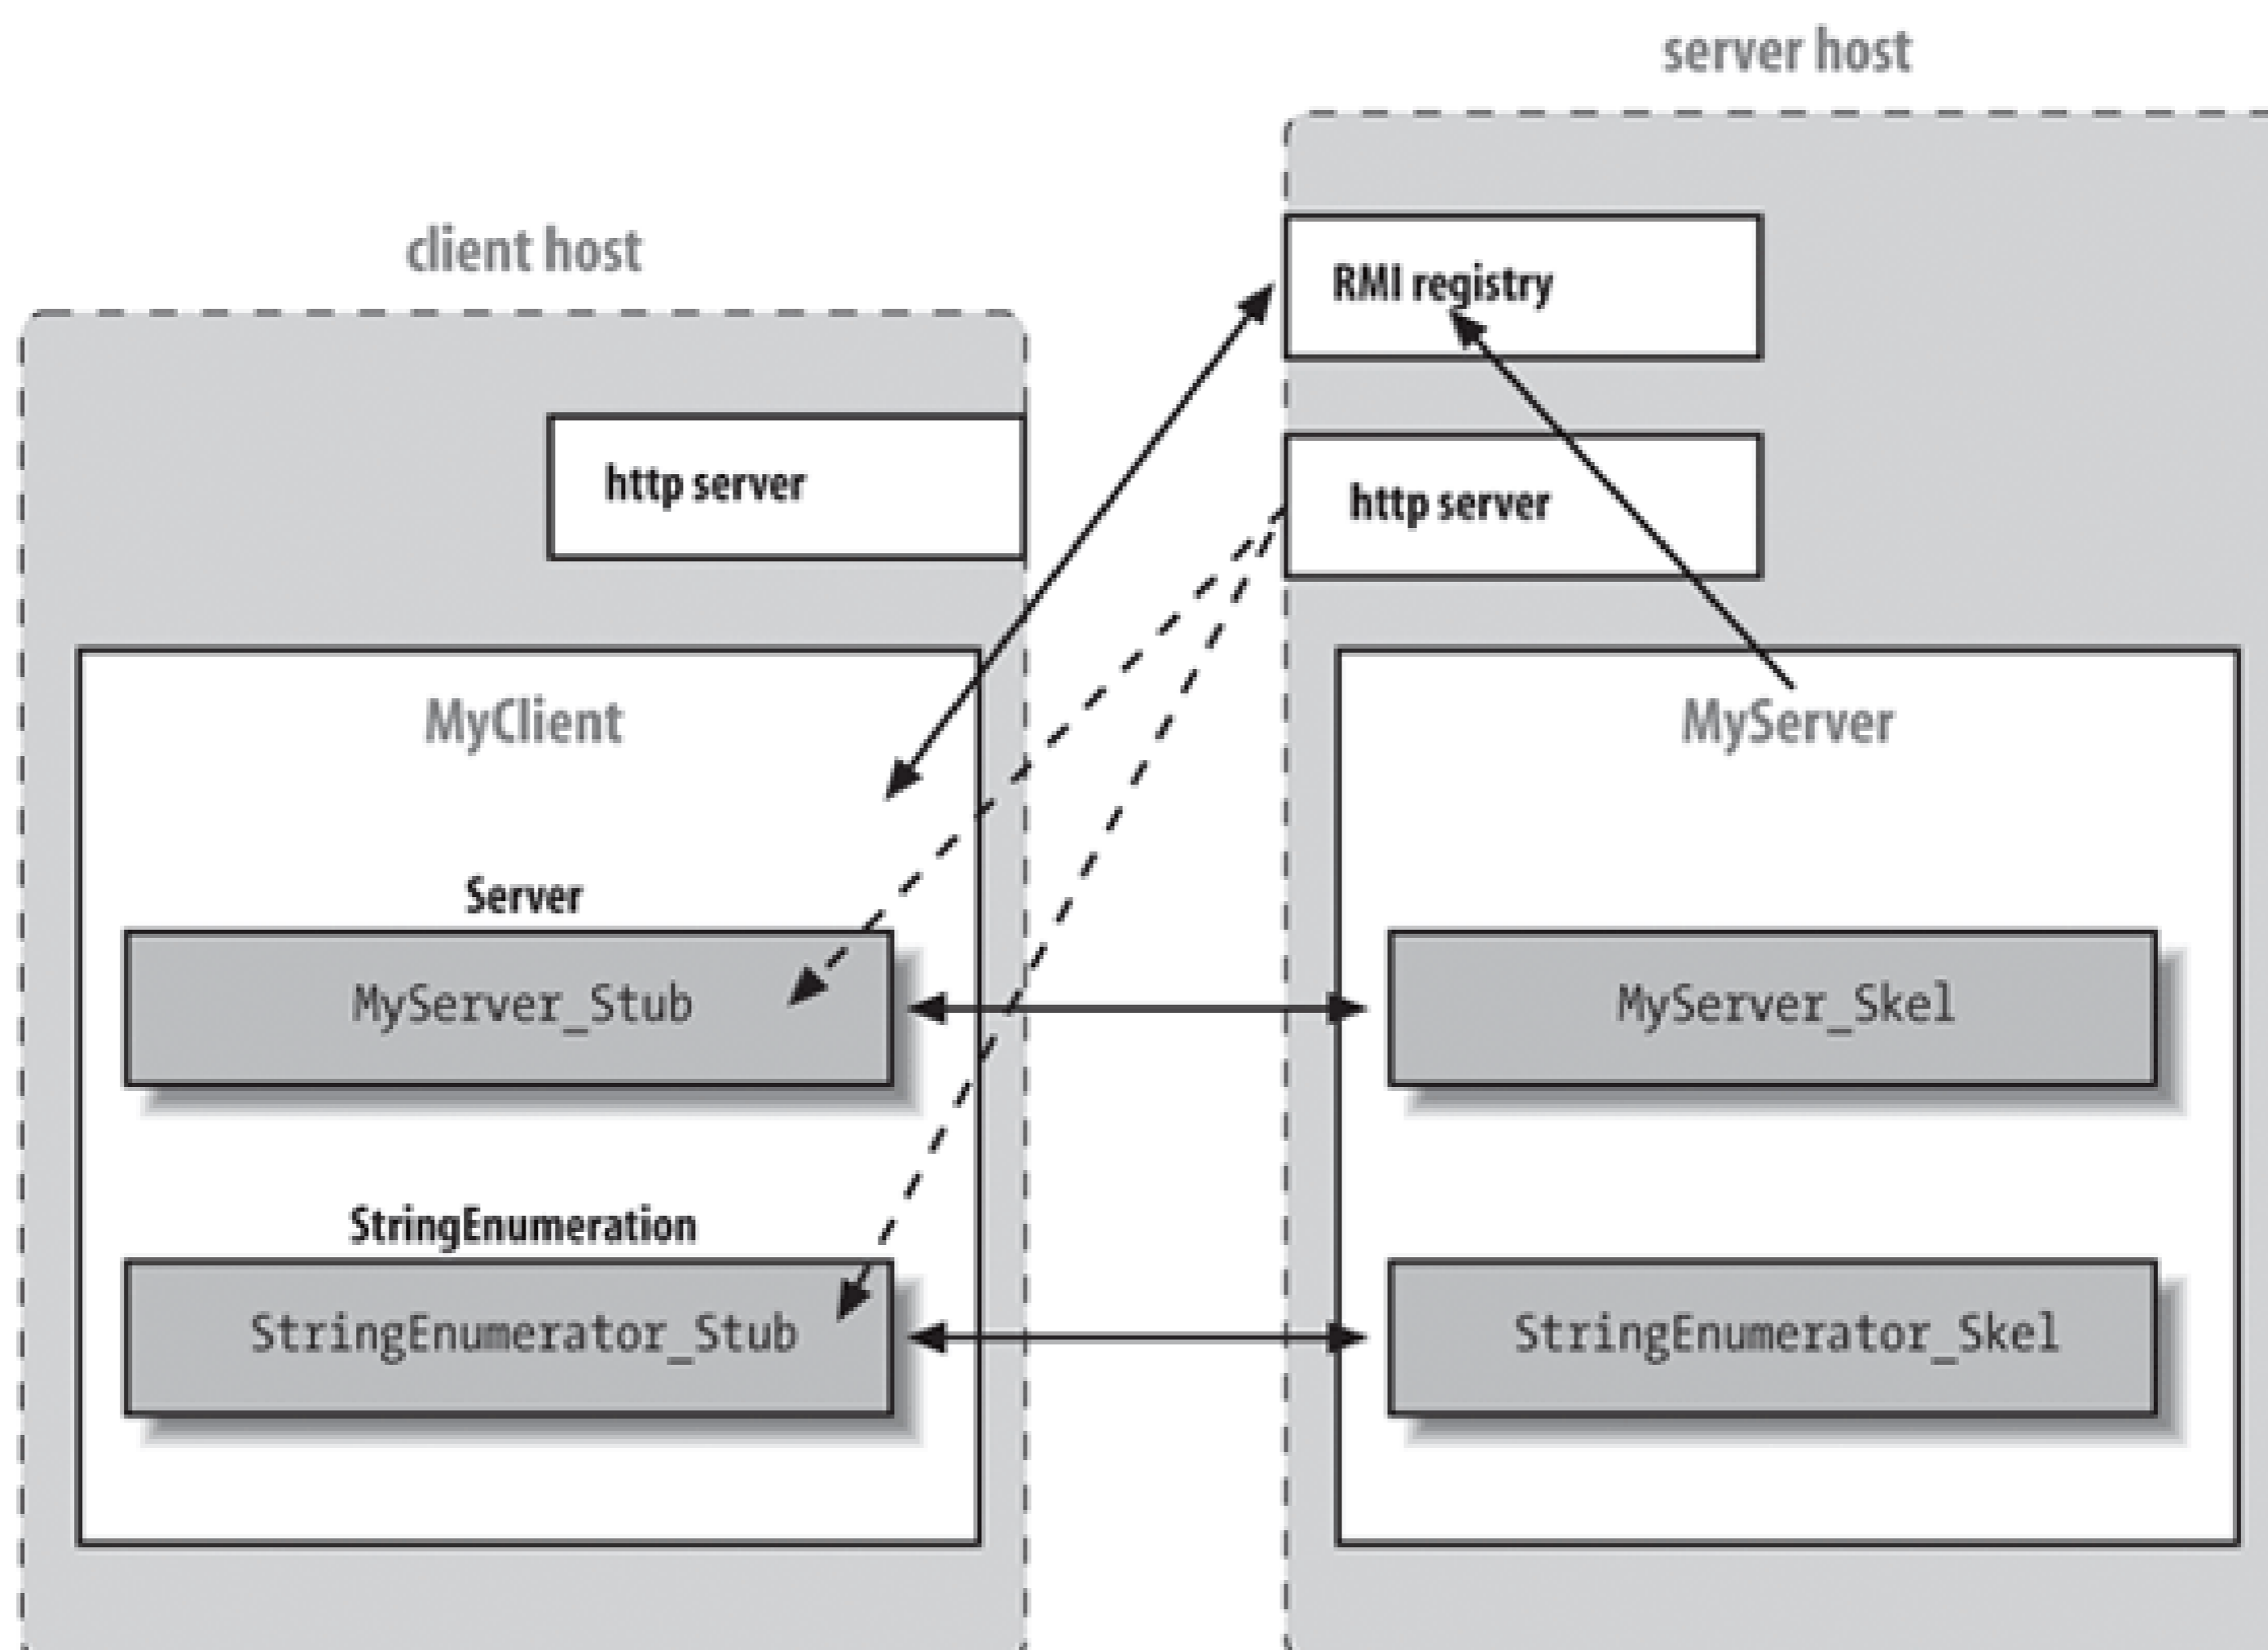 server host
client host
RMI registry
http server
http server
MyClient
MyServer
Server
MyServer_Stub
MyServer_Skel
StringEnumeration
StringEnumerator_Stub
StringEnumerator_Skel